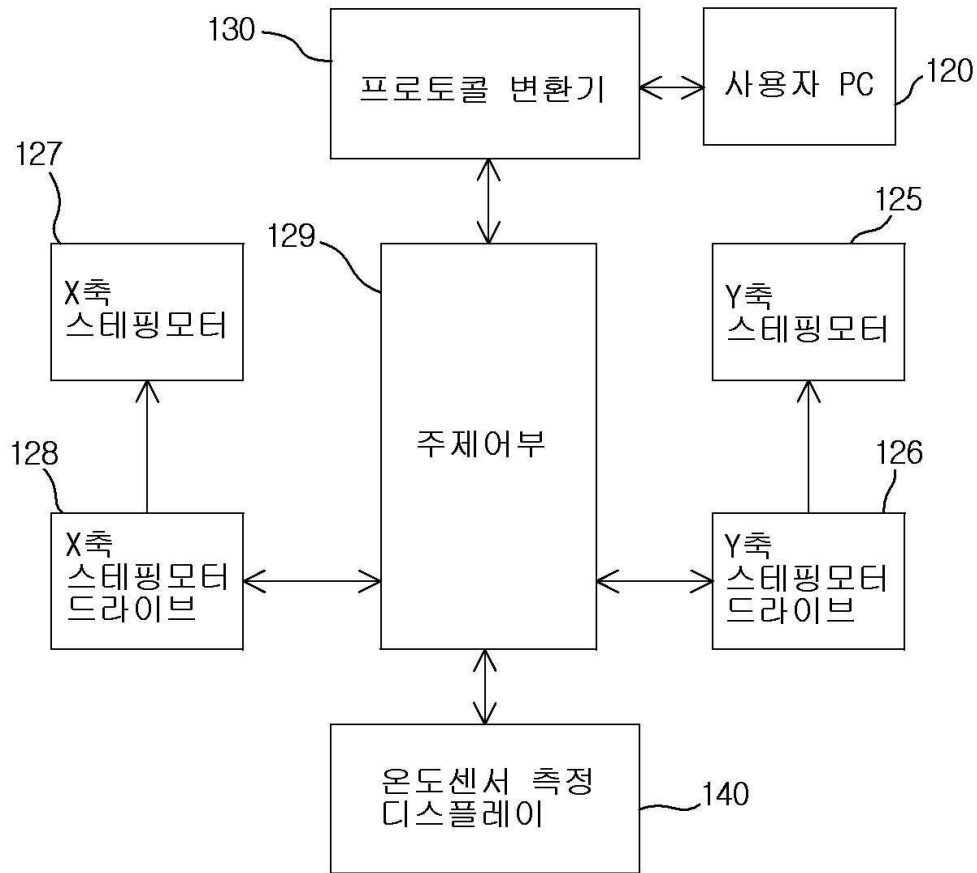 130
프로토콜 변환기
사용자 PC
120
127
X축
스테핑모터
129
주제어부
125
Y축
스테핑모터
128
X축
스테핑모터
드라이브
126
Y축
스테핑모터
드라이브
온도센서 측정
디스플레이
140